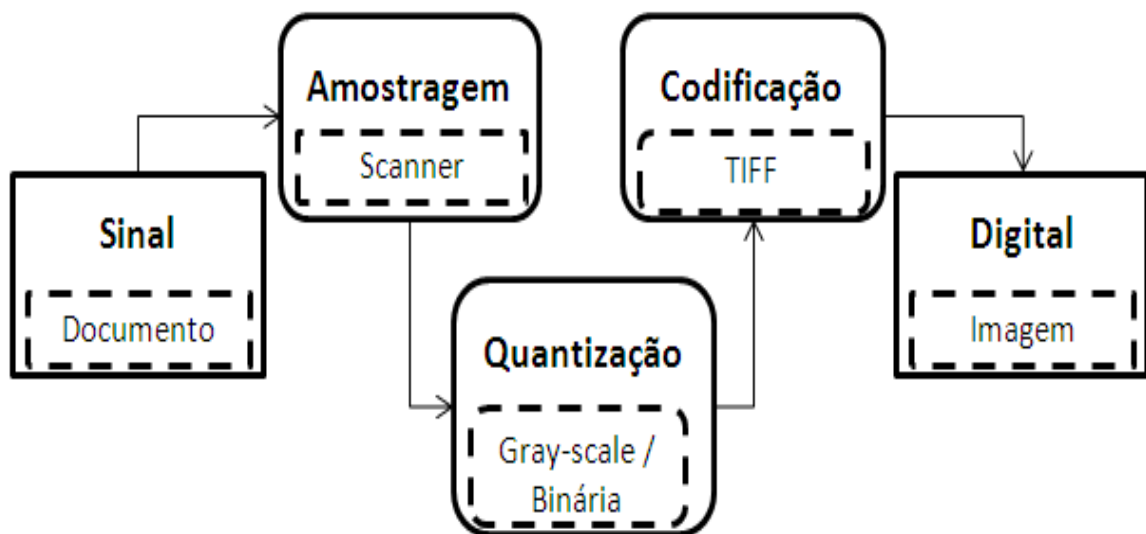 Sinal
Documento
Amostragem
Scanner
Quantização
Gray-scale /
Binária
Codificação
TIFF
Digital
Imagem